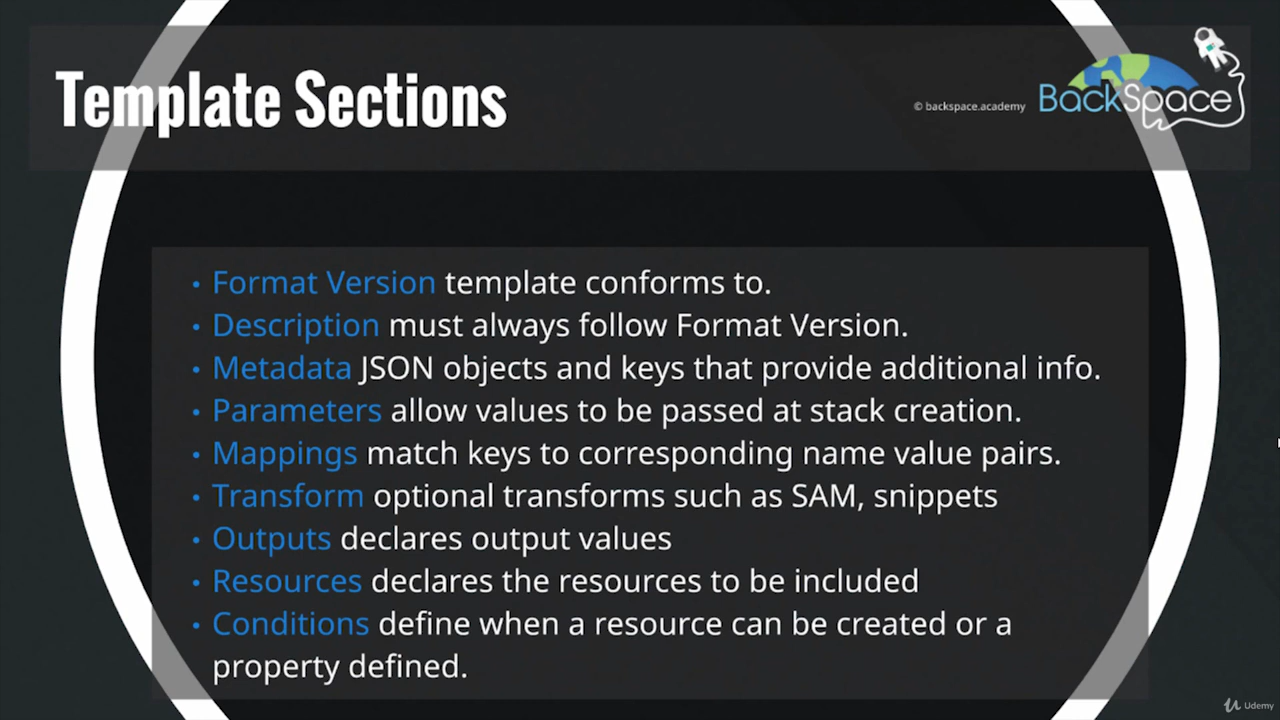 Template Sections
© backspace.academy
BackSpace
• Format Version template conforms to.
• Description must always follow Format Version.
• Metadata JSON objects and keys that provide additional info.
• Parameters allow values to be passed at stack creation.
• Mappings match keys to corresponding name value pairs.
• Transform optional transforms such as SAM, snippets
• Outputs declares output values
• Resources declares the resources to be included
• Conditions define when a resource can be created or a
property defined.
Udemy